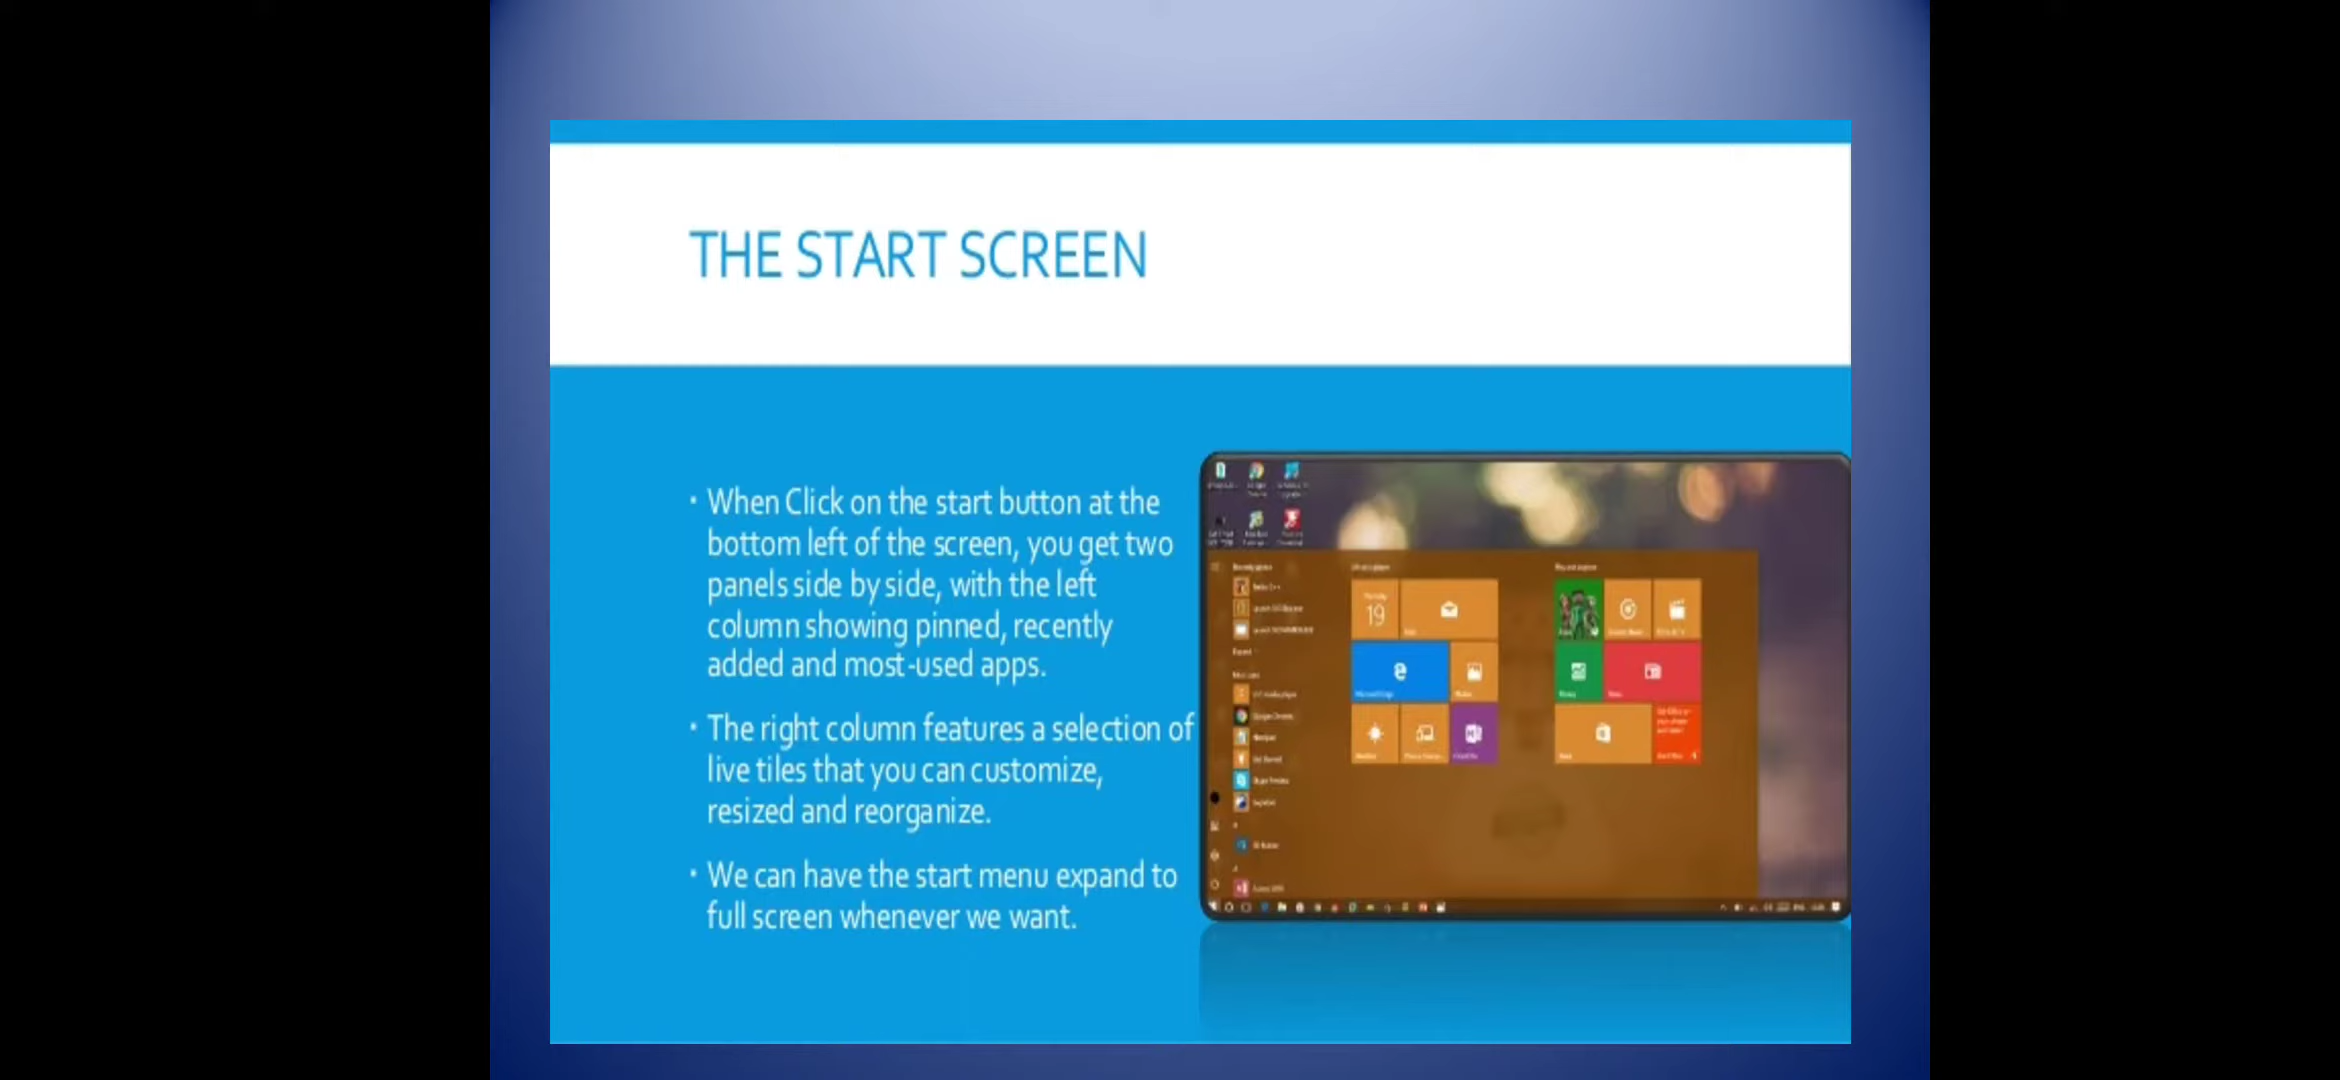 THE START SCREEN
• When Click on the start button at the
bottom left of the screen, you get two
panels side by side, with the left
column showing pinned, recently
added and most-used apps.
• The right column features a selection of
live tiles that you can customize,
resized and reorganize.
• We can have the start menu expand to
full screen whenever we want.
19